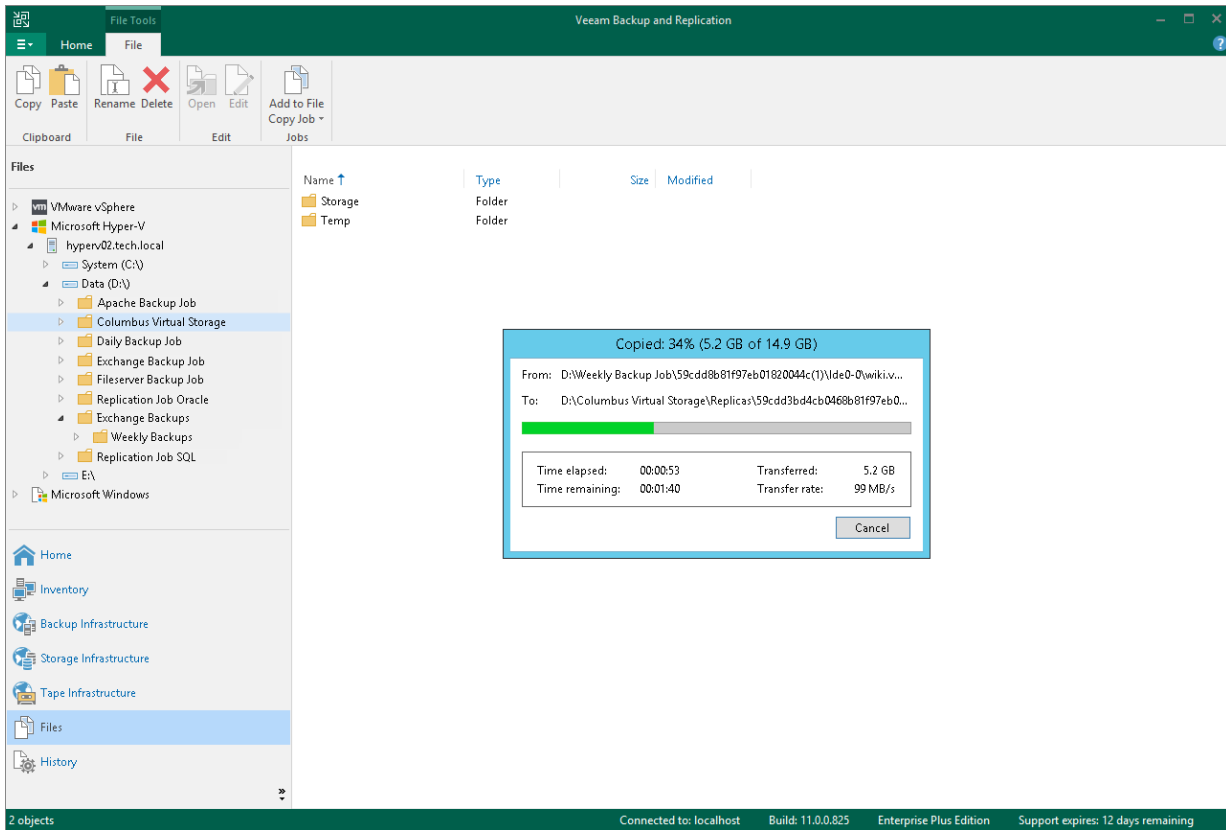 File Tools
Veeam Backup and Replication
Home File
?
Copy Paste Rename Delete Open Edit Add to File
Copy Job
Clipboard File Edit Jobs
Files
Name Type Size Modified
Storage Folder
Temp Folder
vm VMware vSphere
Microsoft Hyper-V
hyperv02.tech.local
System (C:\)
Data (D:\)
Apache Backup Job
Columbus Virtual Storage
Daily Backup Job
Exchange Backup Job
Fileserver Backup Job
Replication Job Oracle
Exchange Backups
Weekly Backups
Replication Job SQL
E:\
Microsoft Windows
Copied: 34% (5.2 GB of 14.9 GB)
From: D:\Weekly Backup Job\59cdd8b81f97eb01820044c(1)\Ide0-0\wiki.v...
To: D:\Columbus Virtual Storage\Replicas\59cdd3bd4cb0468b81f97eb0...
Time elapsed: 00:00:53 Transferred: 5.2 GB
Time remaining: 00:01:40 Transfer rate: 99 MB/s
Cancel
Home
Inventory
Backup Infrastructure
Storage Infrastructure
Tape Infrastructure
Files
History
2 objects Connected to: localhost Build: 11.0.0.825 Enterprise Plus Edition Support expires: 12 days remaining